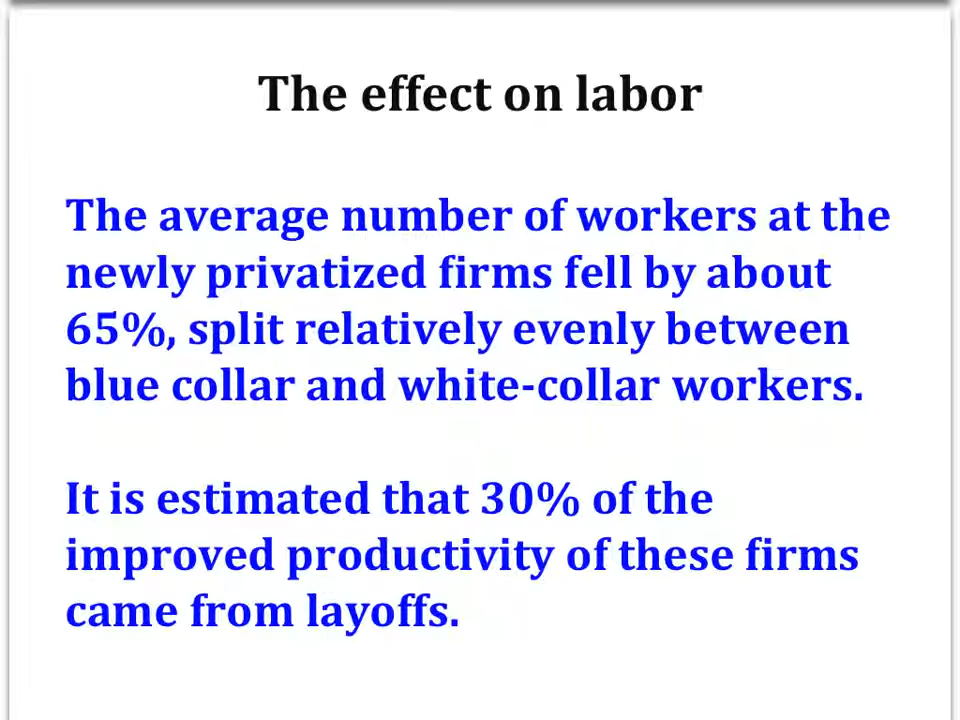 The effect on labor
The average number of workers at the
newly privatized firms fell by about
65%, split relatively evenly between
blue collar and white-collar workers.
It is estimated that 30% of the
improved productivity of these firms
came from layoffs.